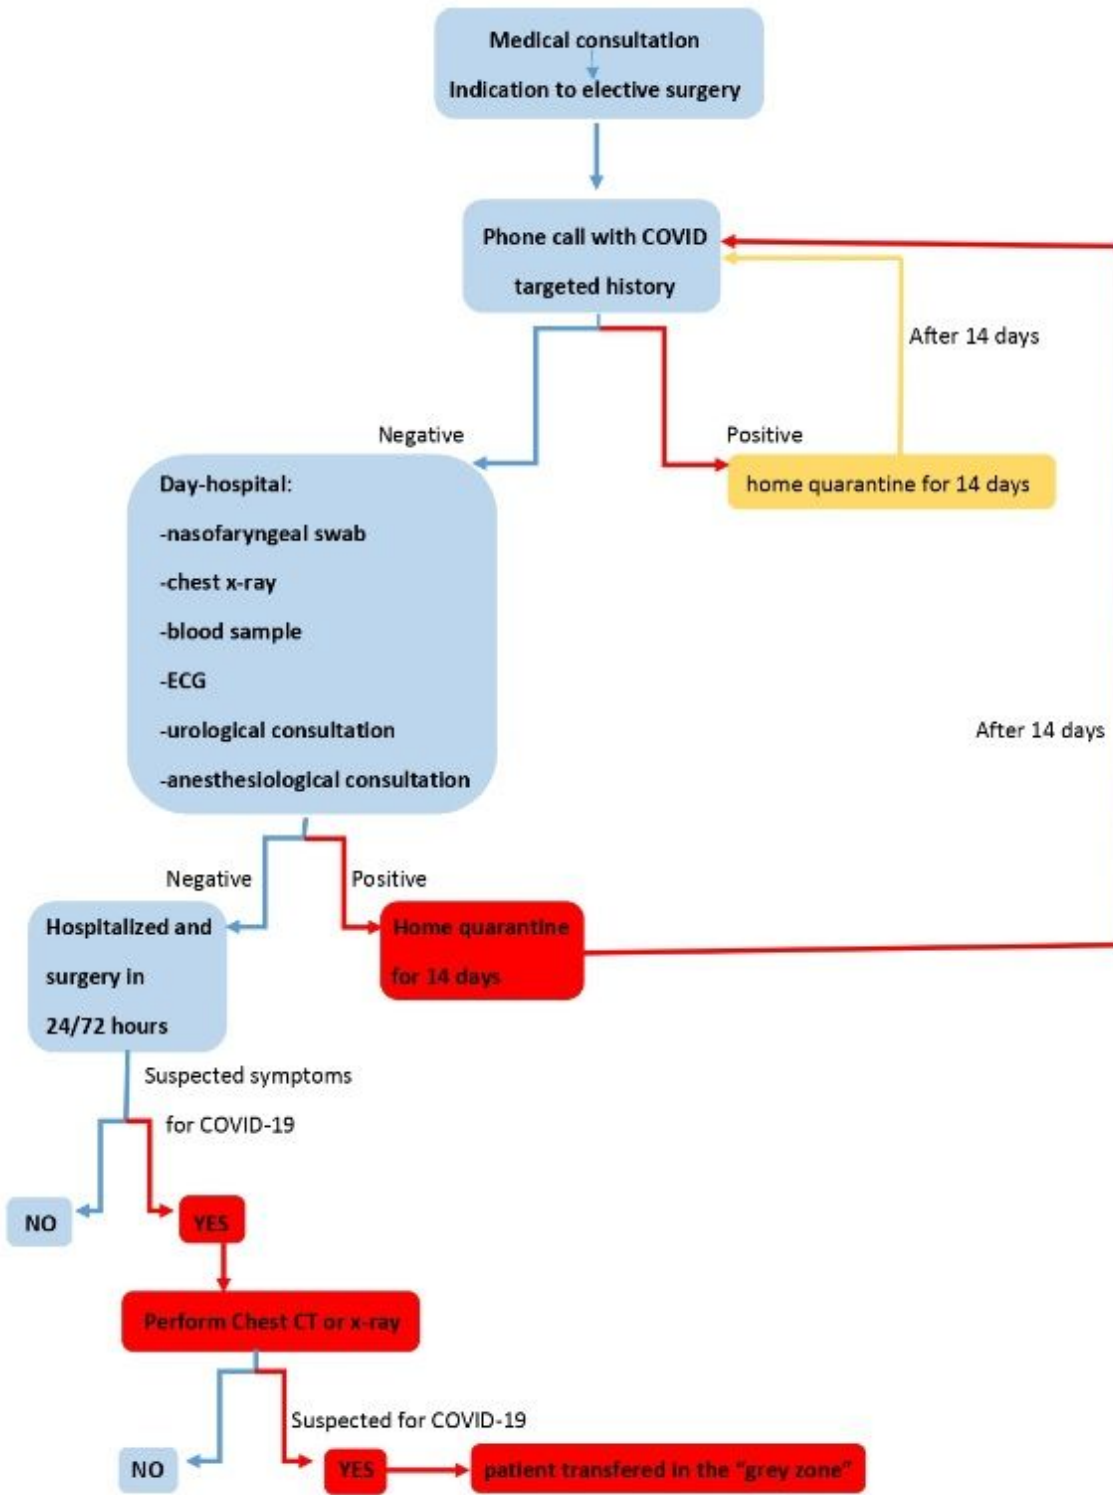 Medical consultation
Indication to elective surgery
Phone call with COVID
targeted history
After 14 days
Negative
Positive
home quarantine for 14 days
Day-hospital:
-nasofaryngeal swab
-chest x-ray
-blood sample
-ECG
-urological consultation
-anesthesiological consultation
After 14 days
Negative
Positive
Hospitalized and
surgery in
24/72 hours
Home quarantine
for 14 days
Suspected symptoms
for COVID-19
NO
YES
Perform Chest CT or x-ray
Suspected for COVID-19
NO
YES
patient transfered in the “grey zone”